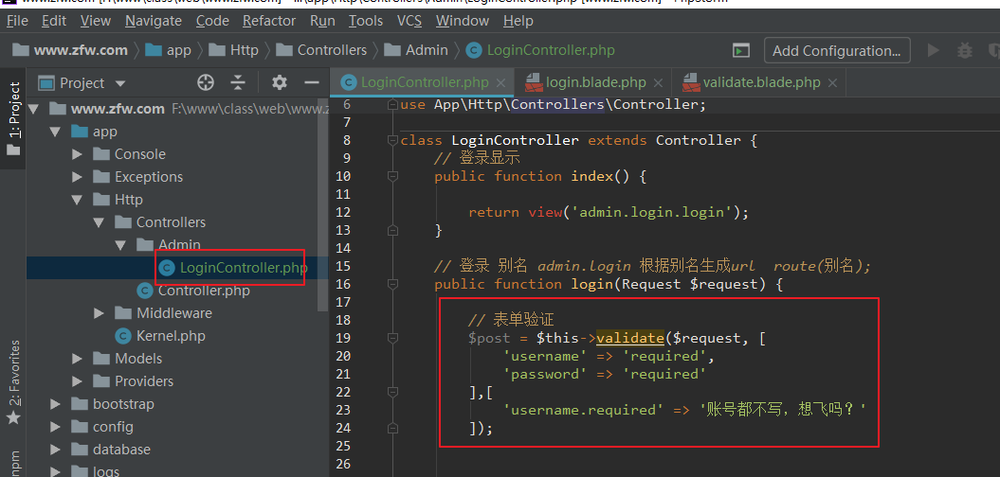 File Edit View Navigate Code Refactor Run Tools VCS Window Help
www.zfw.com app Http Controllers Admin LoginController.php Add Configuration...
1: Project
2: Favorites
npm
Project
www.zfw.com F:\www\class\web\www.z
app
Console
Exceptions
Http
Controllers
Admin
LoginController.php
Controller.php
Middleware
Kernel.php
Models
Providers
bootstrap
config
database
logs
LoginController.php login.blade.php validate.blade.php
6 use App\Http\Controllers\Controller;
7
8 class LoginController extends Controller {
9 // 登录显示
10 public function index() {
11
12 return view('admin.login.login');
13 }
14
15 // 登录 别名 admin.login 根据别名生成url route(别名);
16 public function login(Request $request) {
17
18 // 表单验证
19 $post = $this->validate($request, [
20 'username' => 'required',
21 'password' => 'required'
22 ],[
23 'username.required' => '账号都不写，想飞吗？'
24 ]);
25
26